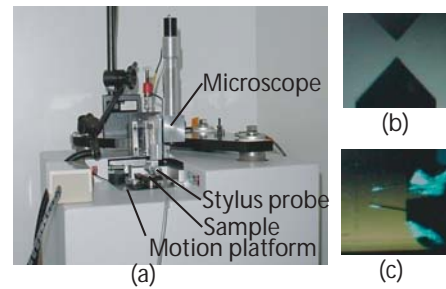 Microscope
Stylus probe
Sample
Motion platform
(a)
(b)
(c)